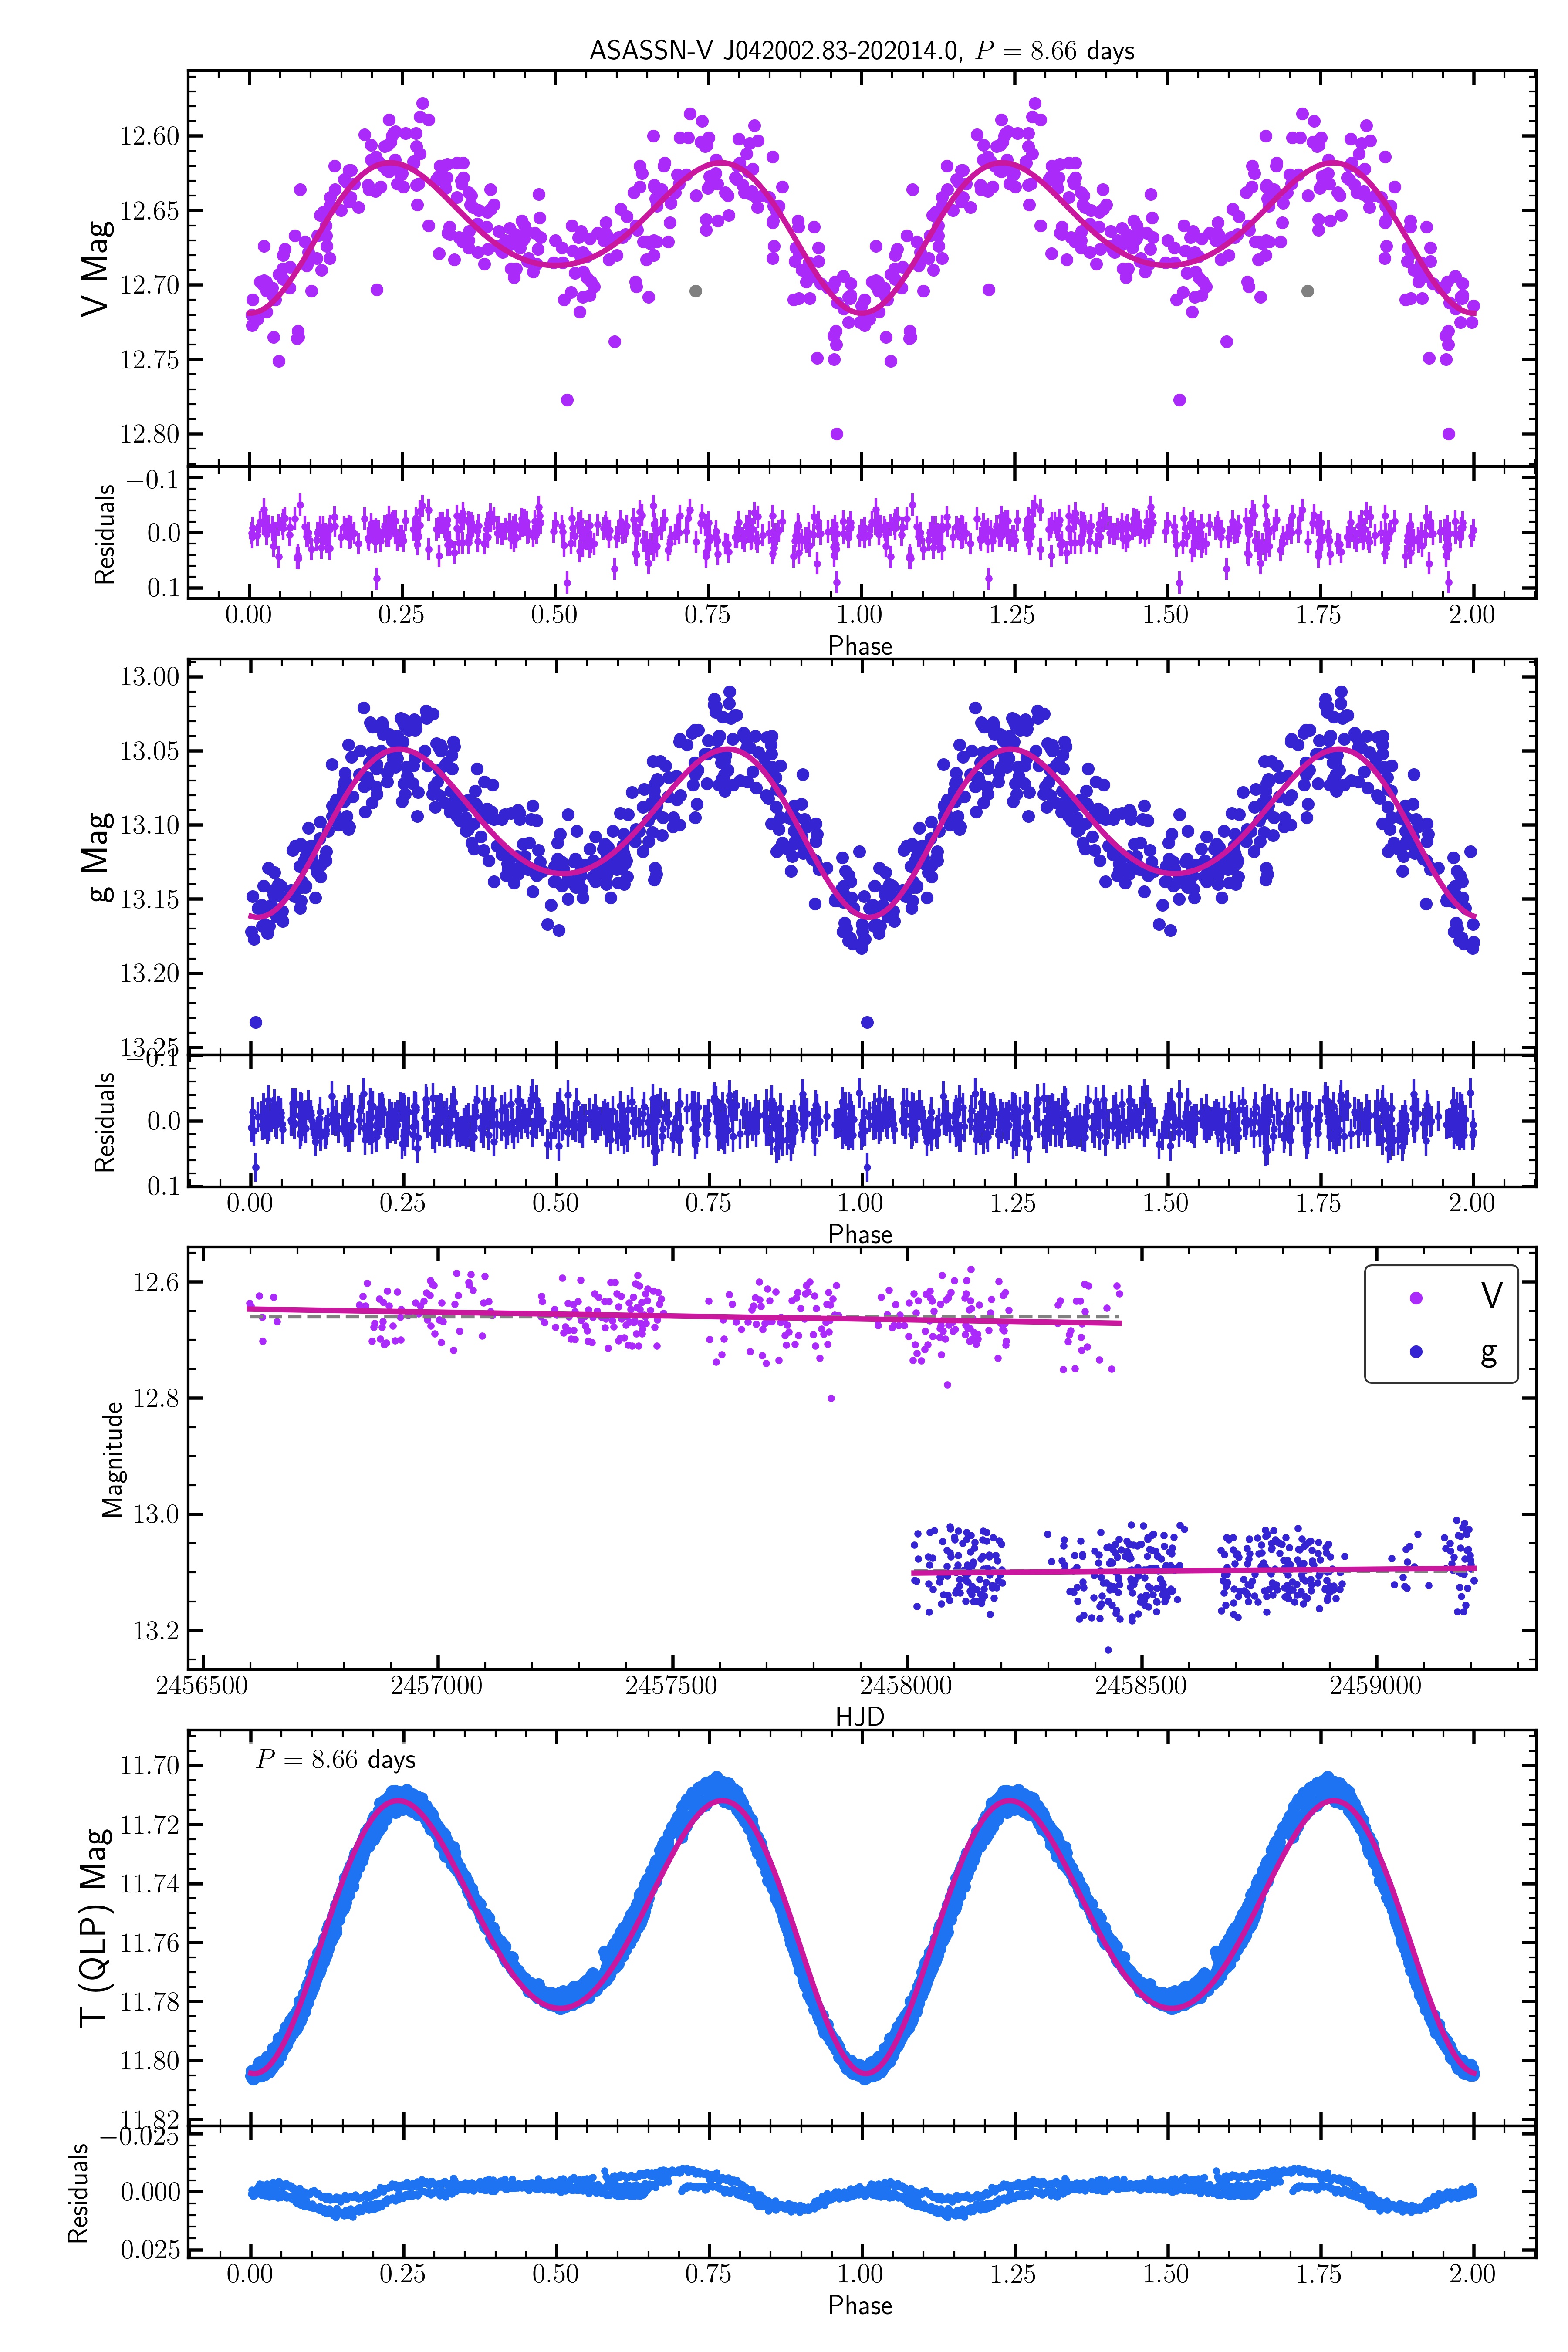 ASASSN-V J042002.83-202014.0, P = 8.66 days
V Mag
12.60
12.65
12.70
12.75
12.80
Residuals
−0.1
0.0
0.1
0.00 0.25 0.50 0.75 1.00 1.25 1.50 1.75 2.00
Phase
g Mag
13.00
13.05
13.10
13.15
13.20
13.25
Residuals
−0.1
0.0
0.1
0.00 0.25 0.50 0.75 1.00 1.25 1.50 1.75 2.00
Phase
Magnitude
12.6
12.8
13.0
13.2
V
g
2456500 2457000 2457500 2458000 2458500 2459000
HJD
P = 8.66 days
T (QLP) Mag
11.70
11.72
11.74
11.76
11.78
11.80
11.82
Residuals
−0.025
0.000
0.025
0.00 0.25 0.50 0.75 1.00 1.25 1.50 1.75 2.00
Phase